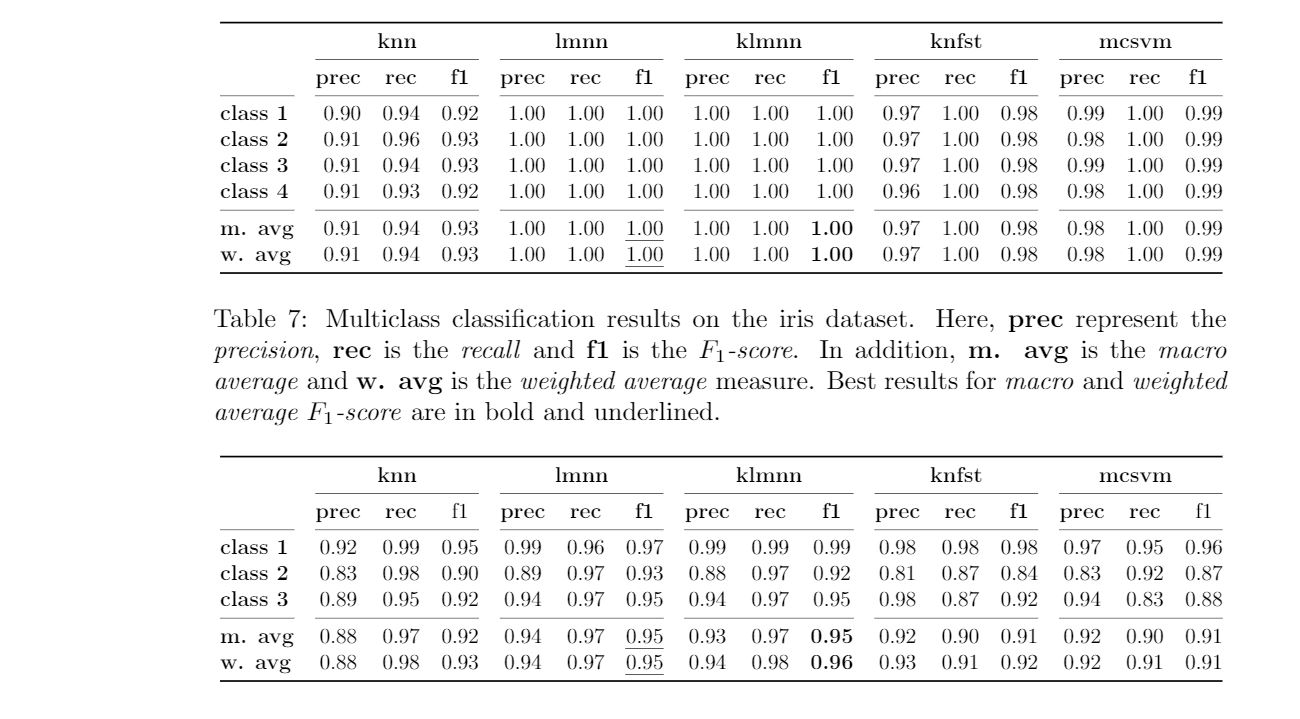 knn lmnn klmnn knfst mcsvm
prec rec f1 prec rec f1 prec rec f1 prec rec f1 prec rec f1
class 1 0.90 0.94 0.92 1.00 1.00 1.00 1.00 1.00 1.00 0.97 1.00 0.98 0.99 1.00 0.99
class 2 0.91 0.96 0.93 1.00 1.00 1.00 1.00 1.00 1.00 0.97 1.00 0.98 0.98 1.00 0.99
class 3 0.91 0.94 0.93 1.00 1.00 1.00 1.00 1.00 1.00 0.97 1.00 0.98 0.99 1.00 0.99
class 4 0.91 0.93 0.92 1.00 1.00 1.00 1.00 1.00 1.00 0.96 1.00 0.98 0.98 1.00 0.99
m. avg 0.91 0.94 0.93 1.00 1.00 1.00 1.00 1.00 1.00 0.97 1.00 0.98 0.98 1.00 0.99
w. avg 0.91 0.94 0.93 1.00 1.00 1.00 1.00 1.00 1.00 0.97 1.00 0.98 0.98 1.00 0.99
Table 7: Multiclass classification results on the iris dataset. Here, prec represent the
precision, rec is the recall and f1 is the F₁-score. In addition, m. avg is the macro
average and w. avg is the weighted average measure. Best results for macro and weighted
average F₁-score are in bold and underlined.
knn lmnn klmnn knfst mcsvm
prec rec f1 prec rec f1 prec rec f1 prec rec f1 prec rec f1
class 1 0.92 0.99 0.95 0.99 0.96 0.97 0.99 0.99 0.99 0.98 0.98 0.98 0.97 0.95 0.96
class 2 0.83 0.98 0.90 0.89 0.97 0.93 0.88 0.97 0.92 0.81 0.87 0.84 0.83 0.92 0.87
class 3 0.89 0.95 0.92 0.94 0.97 0.95 0.94 0.97 0.95 0.98 0.87 0.92 0.94 0.83 0.88
m. avg 0.88 0.97 0.92 0.94 0.97 0.95 0.93 0.97 0.95 0.92 0.90 0.91 0.92 0.90 0.91
w. avg 0.88 0.98 0.93 0.94 0.97 0.95 0.94 0.98 0.96 0.93 0.91 0.92 0.92 0.91 0.91